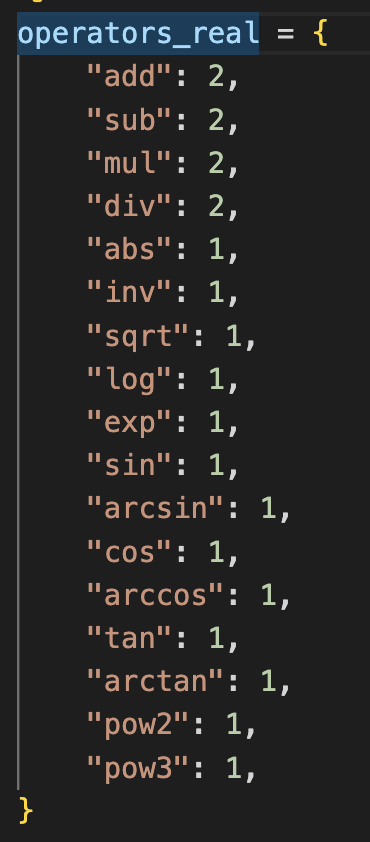 operators_real = {
    "add": 2,
    "sub": 2,
    "mul": 2,
    "div": 2,
    "abs": 1,
    "inv": 1,
    "sqrt": 1,
    "log": 1,
    "exp": 1,
    "sin": 1,
    "arcsin": 1,
    "cos": 1,
    "arccos": 1,
    "tan": 1,
    "arctan": 1,
    "pow2": 1,
    "pow3": 1,
}